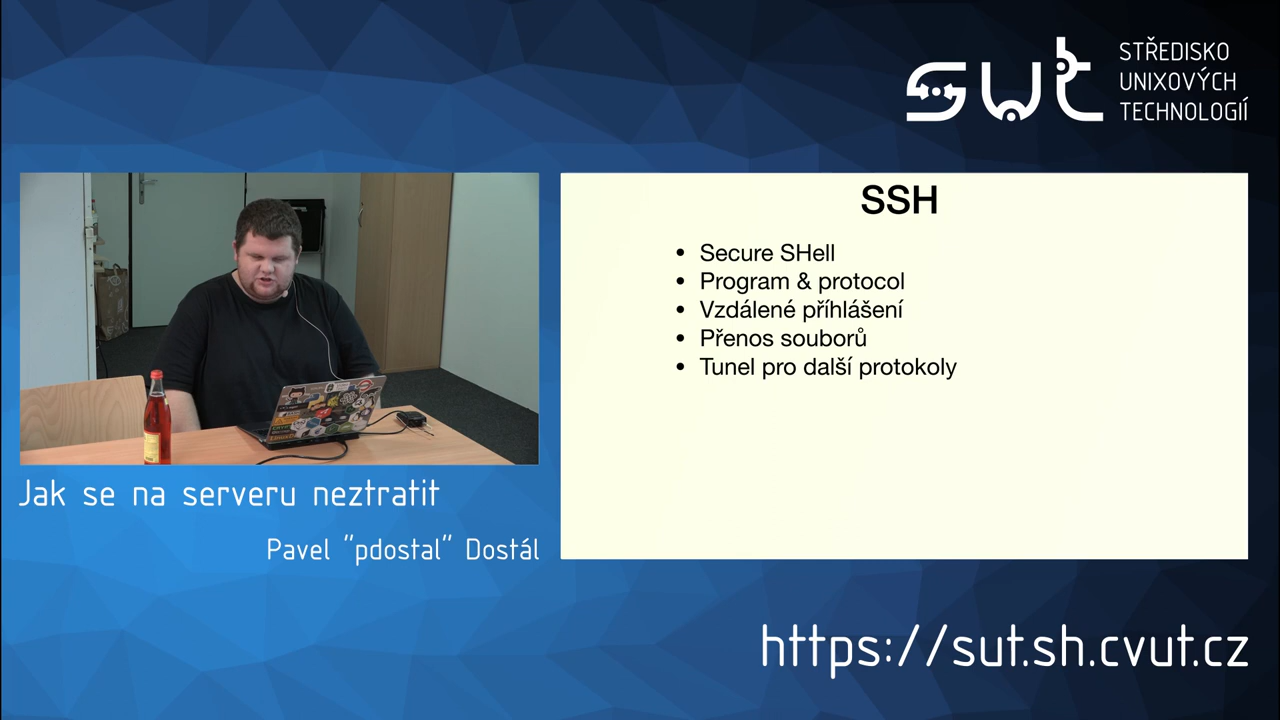 sut
STŘEDISKO
UNIXOVÝCH
TECHNOLOGIÍ
SSH
• Secure SHell
• Program & protocol
• Vzdálené příhlášení
• Přenos souborů
• Tunel pro další protokoly
Jak se na serveru neztratit
Pavel "pdostal" Dostál
https://sut.sh.cvut.cz